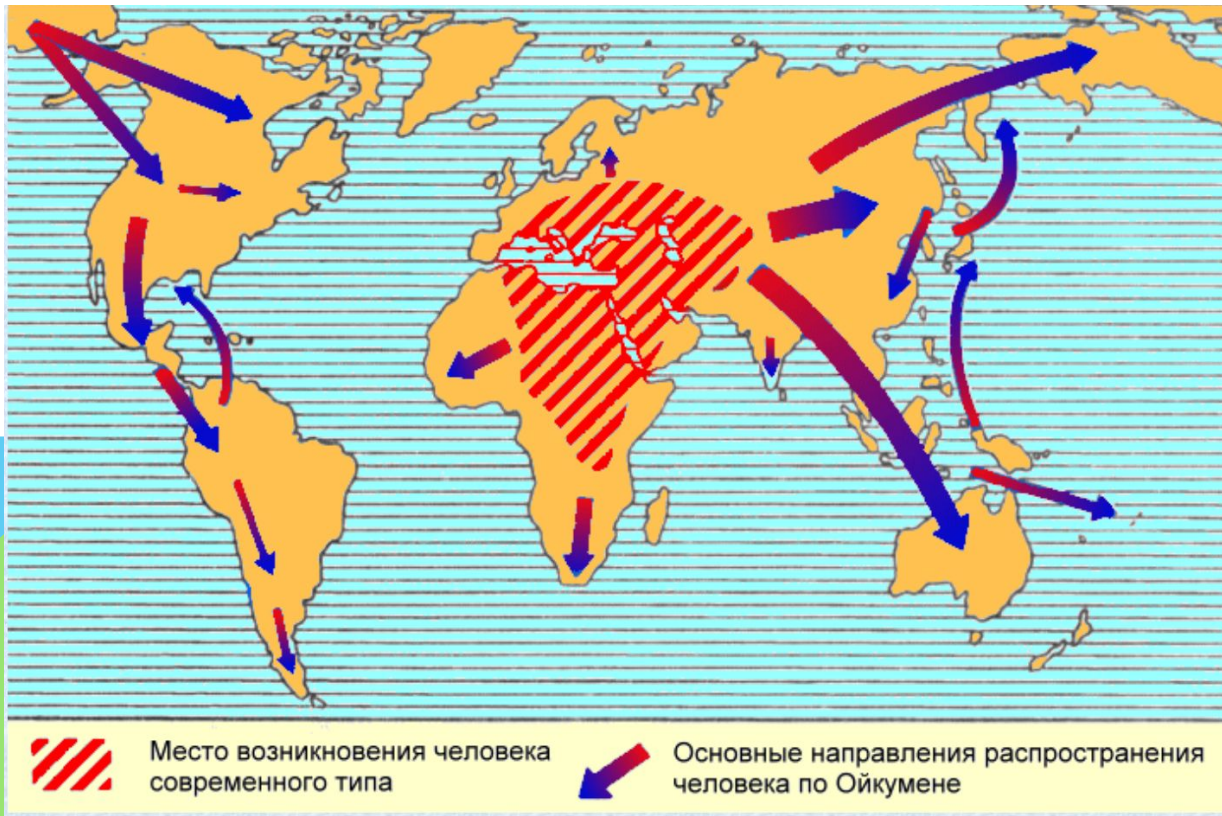 Место возникновения человека
современного типа
Основные направления распространения
человека по Ойкумене